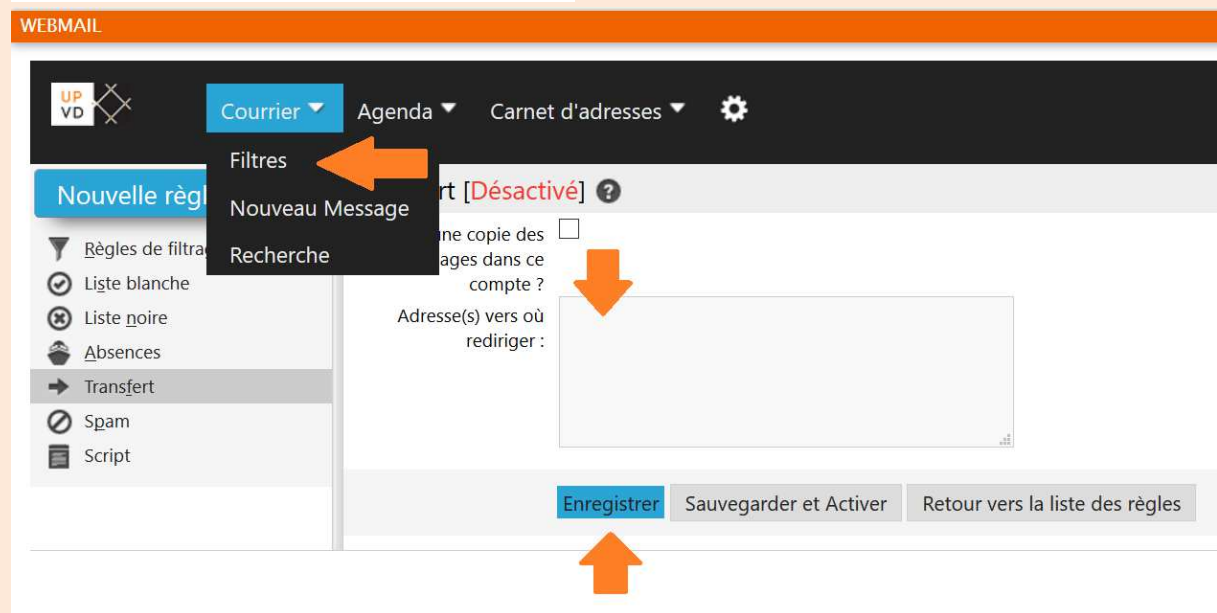 WEBMAIL
UP
VD
Courrier Agenda Carnet d'adresses
Filtres
Nouveau Message
Recherche
Nouvelle règl
rt [Désactivé]
Règles de filtra
Liste blanche
Liste noire
Absences
Transfert
Spam
Script
ne copie des
ages dans ce
compte ?
Adresse(s) vers où
rediriger :
Enregistrer Sauvegarder et Activer Retour vers la liste des règles